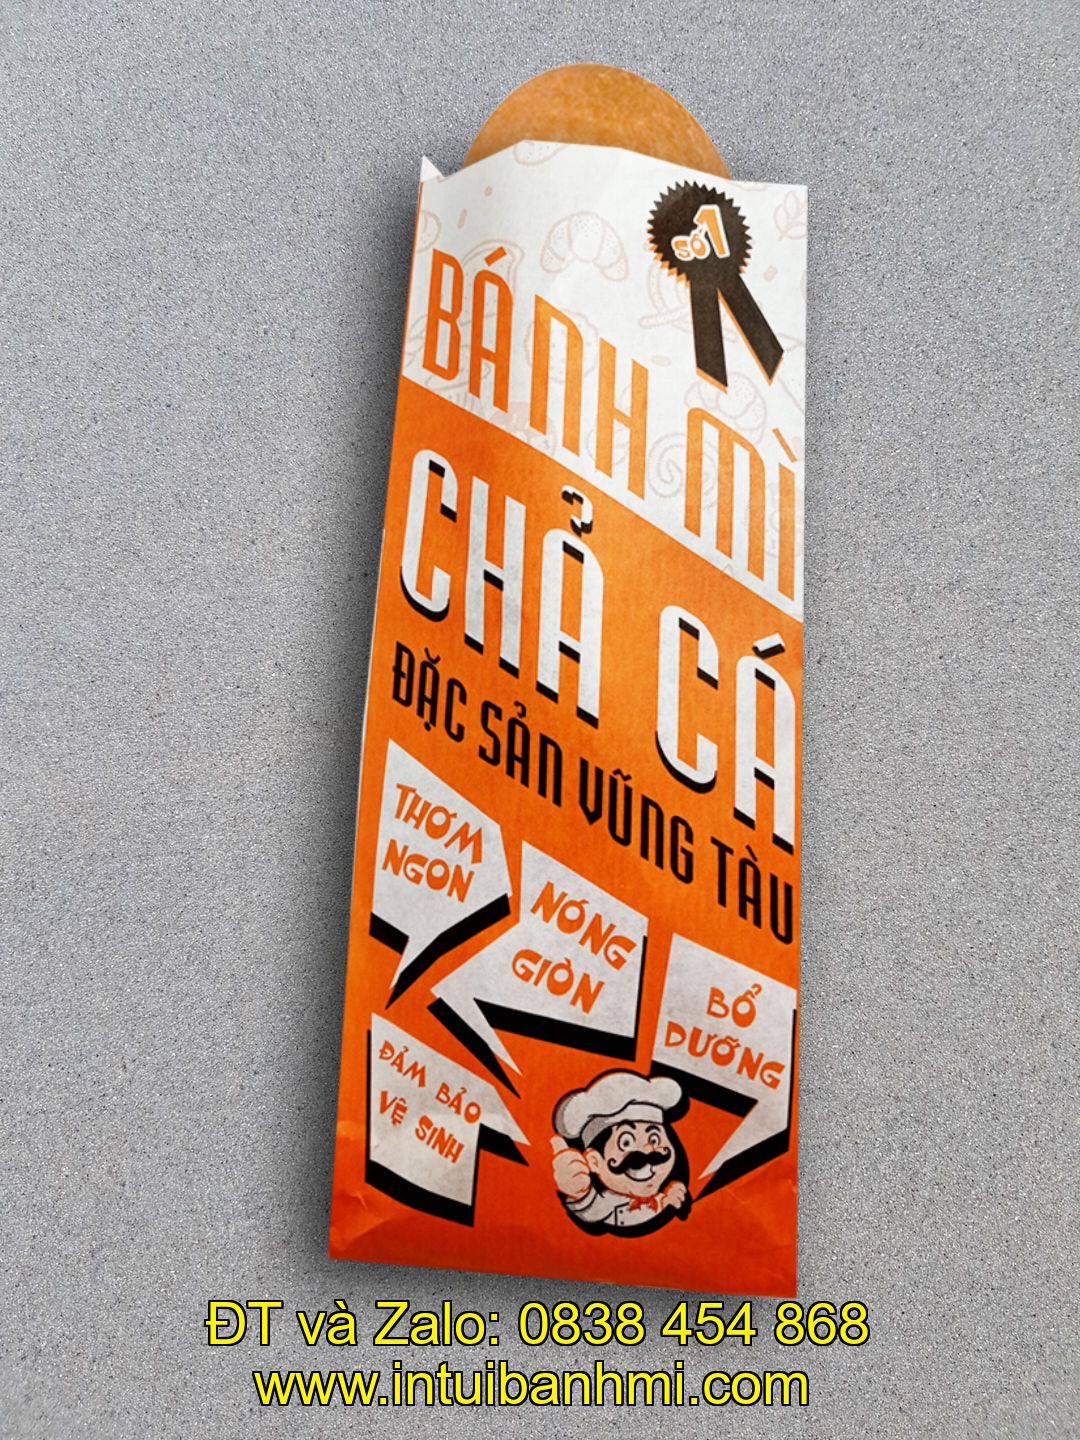 SỐ 1
BÁNH MÌ
CHẢ CÁ
ĐẶC SẢN VŨNG TÀU
THƠM
NGON
NÓNG
GIÒN
BỔ
DƯỠNG
ĐẢM BẢO
VỆ SINH
ĐT và Zalo: 0838 454 868
www.intuibanhmi.com